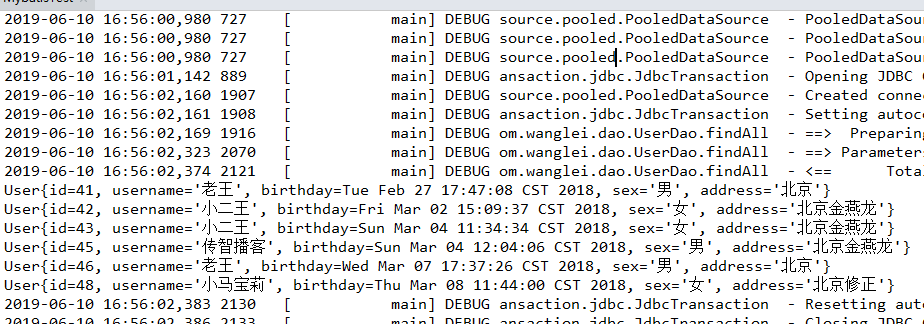 2019-06-10 16:56:00,980 727    [           main] DEBUG source.pooled.PooledDataSource  - PooledDataSou
2019-06-10 16:56:00,980 727    [           main] DEBUG source.pooled.PooledDataSource  - PooledDataSou
2019-06-10 16:56:00,980 727    [           main] DEBUG source.pooled.PooledDataSource  - PooledDataSou
2019-06-10 16:56:01,142 889    [           main] DEBUG ansaction.jdbc.JdbcTransaction  - Opening JDBC
2019-06-10 16:56:02,160 1907   [           main] DEBUG source.pooled.PooledDataSource  - Created conne
2019-06-10 16:56:02,161 1908   [           main] DEBUG ansaction.jdbc.JdbcTransaction  - Setting autoc
2019-06-10 16:56:02,169 1916   [           main] DEBUG om.wanglei.dao.UserDao.findAll  - ==>  Preparing
2019-06-10 16:56:02,323 2070   [           main] DEBUG om.wanglei.dao.UserDao.findAll  - ==> Parameters
2019-06-10 16:56:02,374 2121   [           main] DEBUG om.wanglei.dao.UserDao.findAll  - <==      Total
User{id=41, username='老王', birthday=Tue Feb 27 17:47:08 CST 2018, sex='男', address='北京'}
User{id=42, username='小二王', birthday=Fri Mar 02 15:09:37 CST 2018, sex='女', address='北京金燕龙'}
User{id=43, username='小二王', birthday=Sun Mar 04 11:34:34 CST 2018, sex='女', address='北京金燕龙'}
User{id=45, username='传智播客', birthday=Sun Mar 04 12:04:06 CST 2018, sex='男', address='北京金燕龙'}
User{id=46, username='老王', birthday=Wed Mar 07 17:37:26 CST 2018, sex='男', address='北京'}
User{id=48, username='小马宝莉', birthday=Thu Mar 08 11:44:00 CST 2018, sex='女', address='北京修正'}
2019-06-10 16:56:02,383 2130   [           main] DEBUG ansaction.jdbc.JdbcTransaction  - Resetting aut
2019-06-10 16:56:02,386 2133   [           main] DEBUG ansaction.jdbc.JdbcTransaction  - Closing JDBC